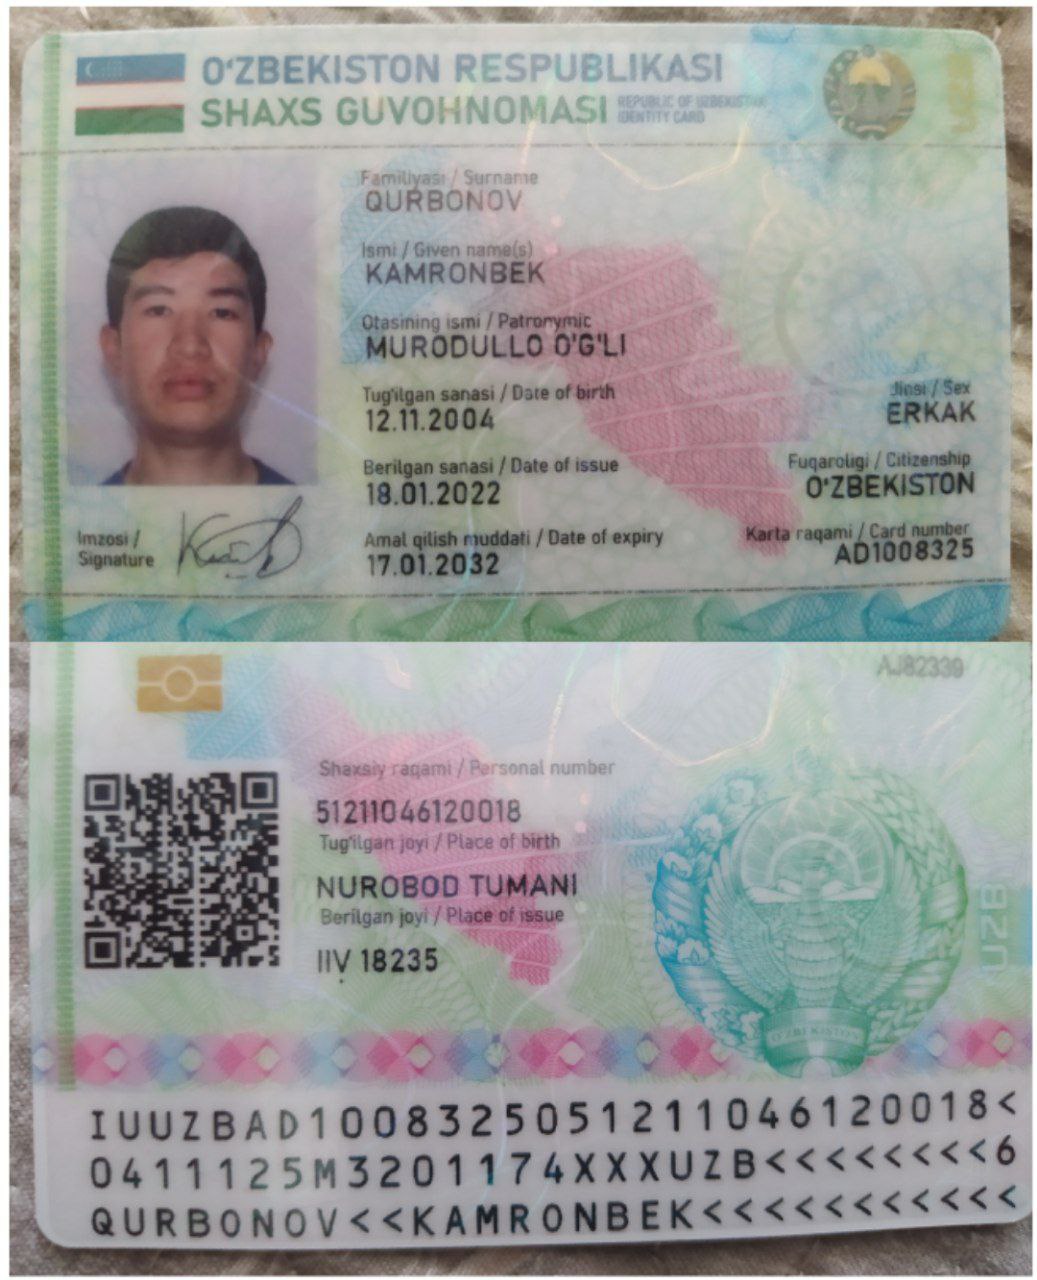 O‘ZBEKISTON RESPUBLIKASI
SHAXS GUVOHNOMASI
REPUBLIC OF UZBEKISTAN
IDENTITY CARD
UZB
Familiyasi / Surname
QURBONOV
Ismi / Given name(s)
KAMRONBEK
Otasining ismi / Patronymic
MURODULLO O‘G‘LI
Tug‘ilgan sanasi / Date of birth
12.11.2004
Jinsi / Sex
ERKAK
Berilgan sanasi / Date of issue
18.01.2022
Fuqaroligi / Citizenship
O‘ZBEKISTON
Amal qilish muddati / Date of expiry
17.01.2032
Karta raqami / Card number
AD1008325
Imzosi /
Signature
AJ82339
Shaxsiy raqami / Personal number
51211046120018
Tug‘ilgan joyi / Place of birth
NUROBOD TUMANI
Berilgan joyi / Place of issue
IIV 18235
UZB
O‘ZBEKISTON
IUUZBAD1008325051211046120018<
0411125M3201174XXXUZB<<<<<<<<6
QURBONOV<<KAMRONBEK<<<<<<<<<<<